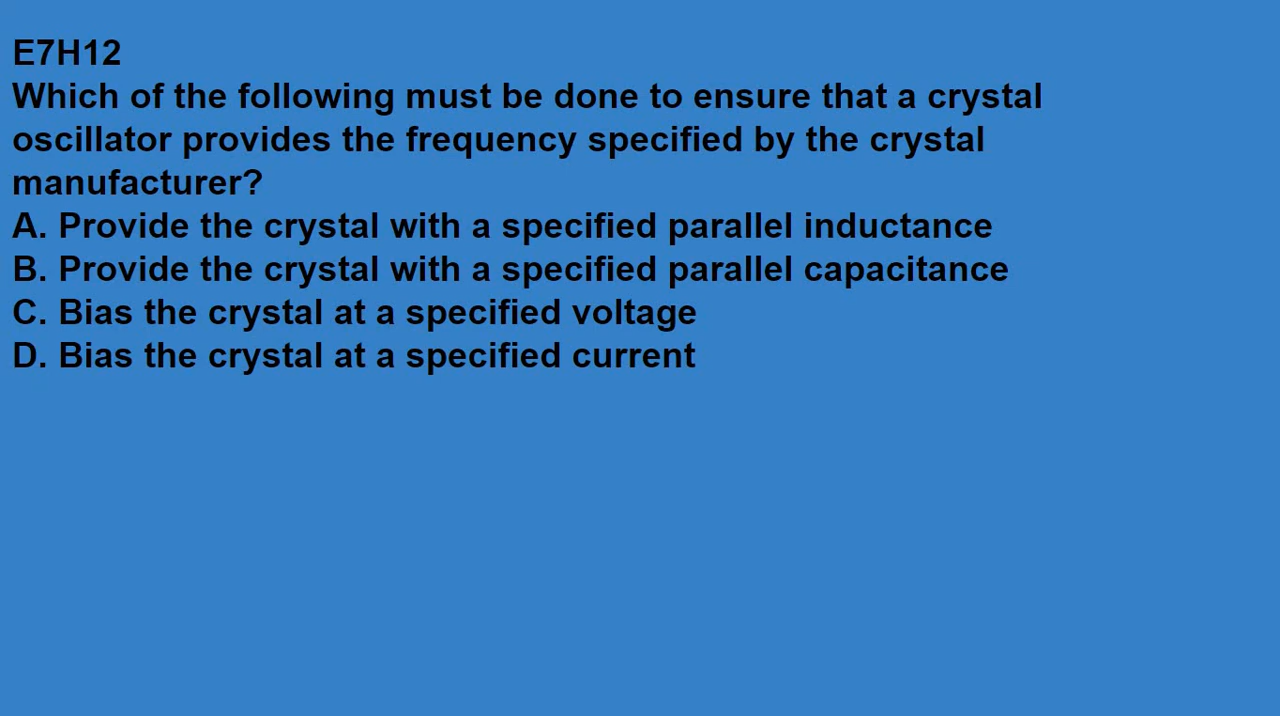 E7H12
Which of the following must be done to ensure that a crystal
oscillator provides the frequency specified by the crystal
manufacturer?
A. Provide the crystal with a specified parallel inductance
B. Provide the crystal with a specified parallel capacitance
C. Bias the crystal at a specified voltage
D. Bias the crystal at a specified current